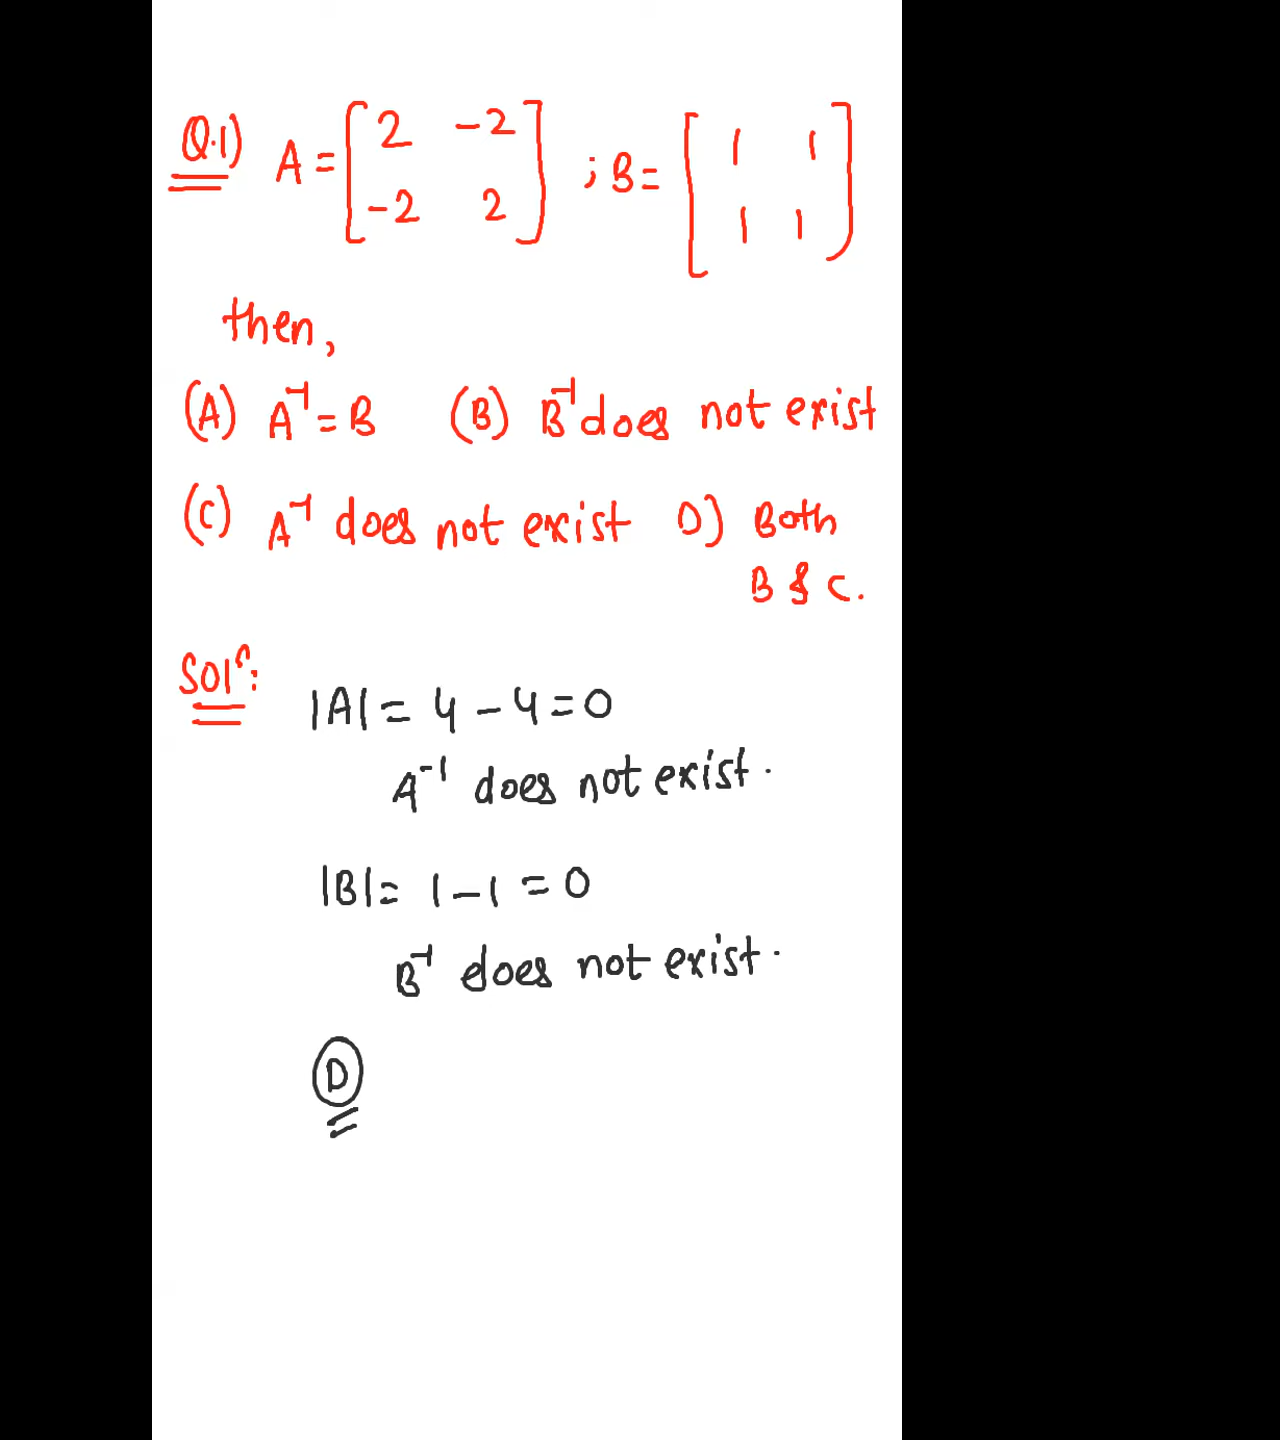 Q.1) A = [2 -2 -2 2] ; B = [1 1 1 1]
then,
(A) A⁻¹ = B (B) B⁻¹ does not exist
(C) A⁻¹ does not exist D) Both
B & C.
Solⁿ:
|A| = 4 - 4 = 0
A⁻¹ does not exist.
|B| = 1 - 1 = 0
B⁻¹ does not exist.
D